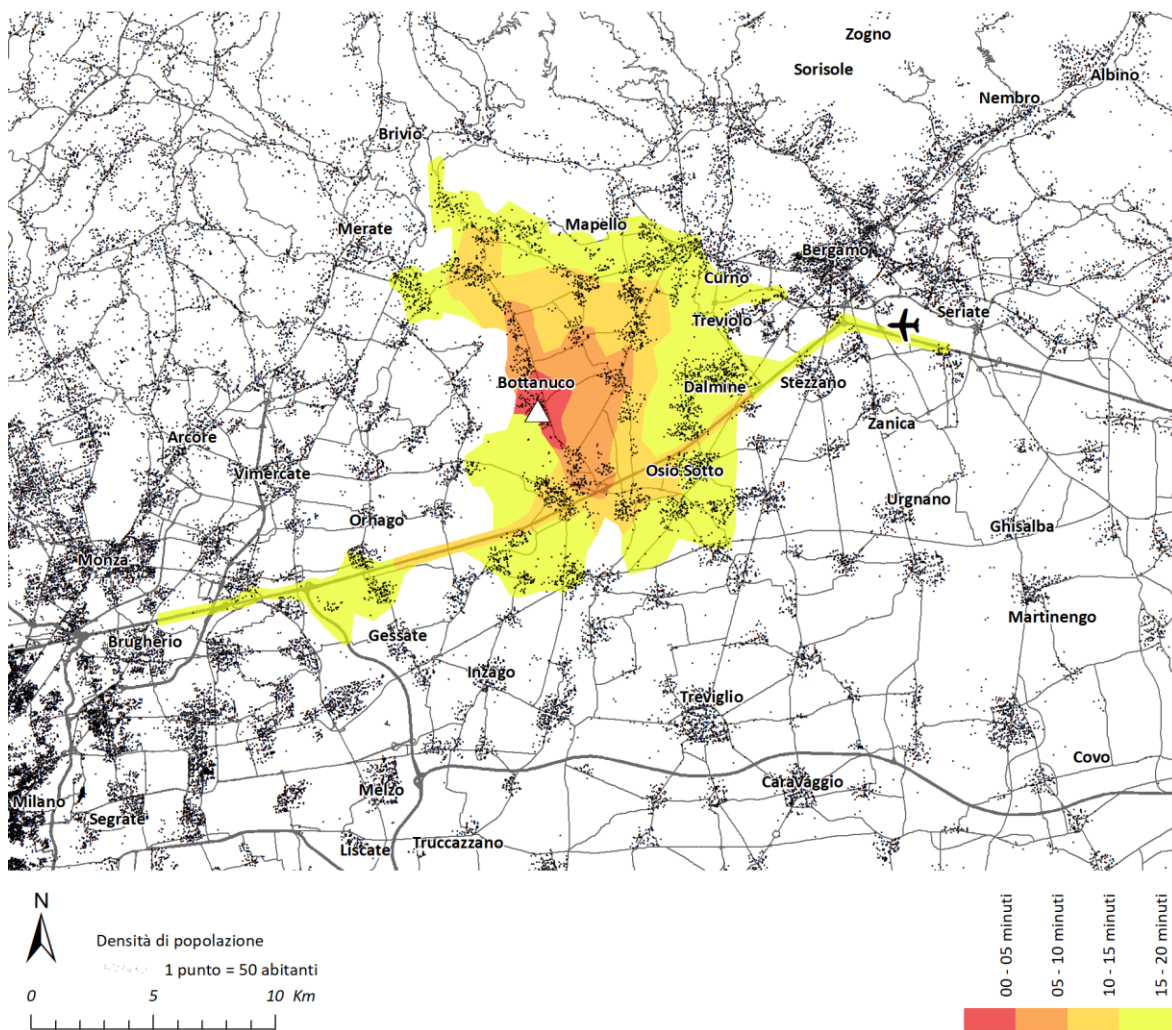 Zogno
Sorisole
Albino
Nembro
Brivio
Mapello
Merate
Bergamo
Curno
Seriate
Treviolo
Bottanuco
Dalmine
Stezzano
Zanica
Arcore
Vimercate
Osio Sotto
Urgnano
Ornago
Ghisalba
Monza
Martinengo
Brugherio
Gessate
Inzago
Treviglio
Covo
Milano
Melzo
Caravaggio
Segrate
Liscate
Truccazzano
N
Densità di popolazione
1 punto = 50 abitanti
0 5 10 Km
00 - 05 minuti
05 - 10 minuti
10 - 15 minuti
15 - 20 minuti